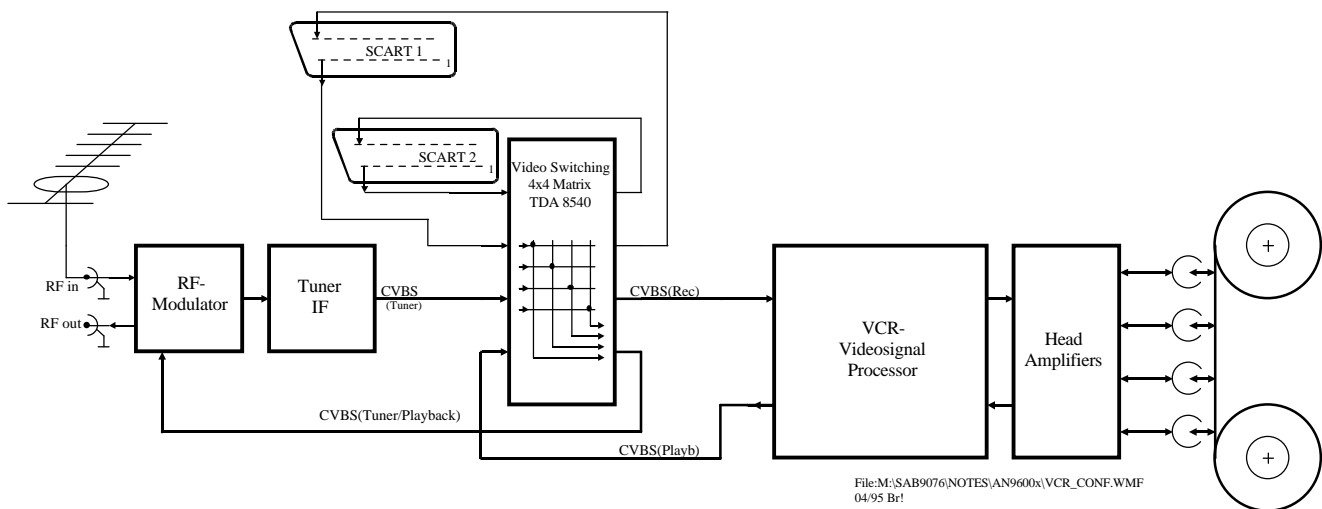 SCART 1
1
SCART 2
1
Video Switching
4x4 Matrix
TDA 8540
RF in
RF out
RF-
Modulator
Tuner
IF
CVBS
(Tuner)
CVBS(Rec)
VCR-
Videosignal
Processor
Head
Amplifiers
CVBS(Tuner/Playback)
CVBS(Playb)
File:M:\SAB9076\NOTES\AN9600x\VCR_CONF.WMF
04/95 Br!